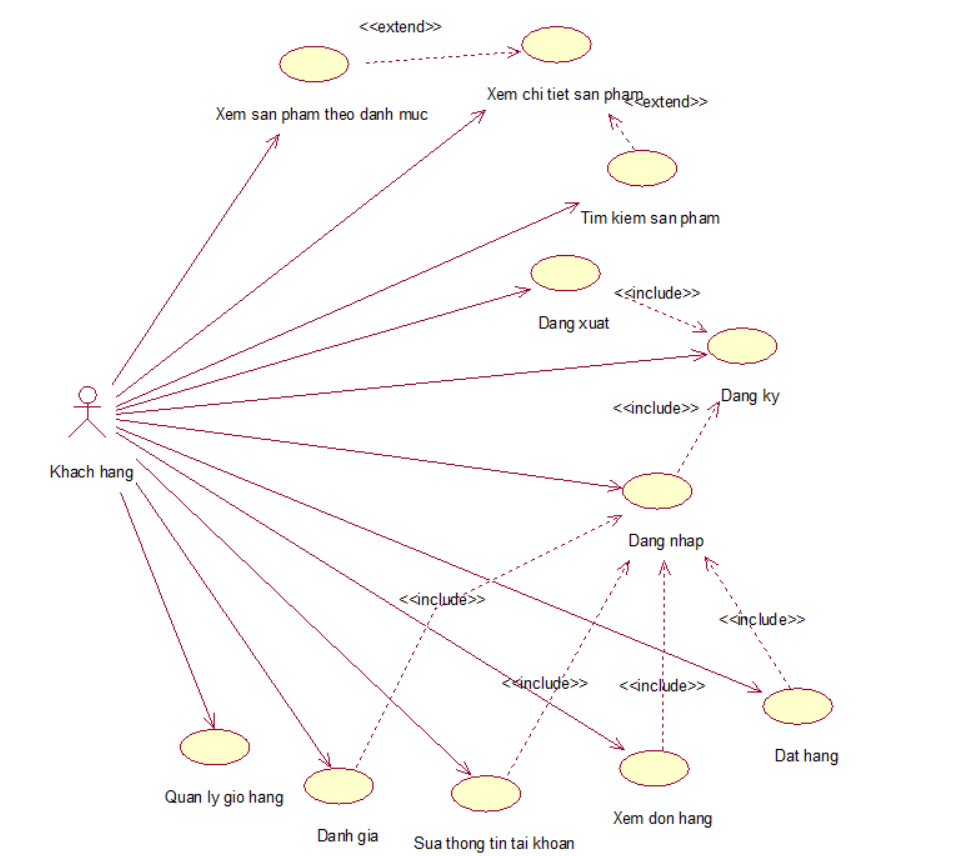 <<extend>>
Xem san pham theo danh muc
Xem chi tiet san pham
<<extend>>
Tim kiem san pham
<<include>>
Dang xuat
Dang ky
<<include>>
Khach hang
Dang nhap
<<include>>
<<include>>
<<include>>
<<include>>
Dat hang
Quan ly gio hang
Xem don hang
Danh gia
Sua thong tin tai khoan